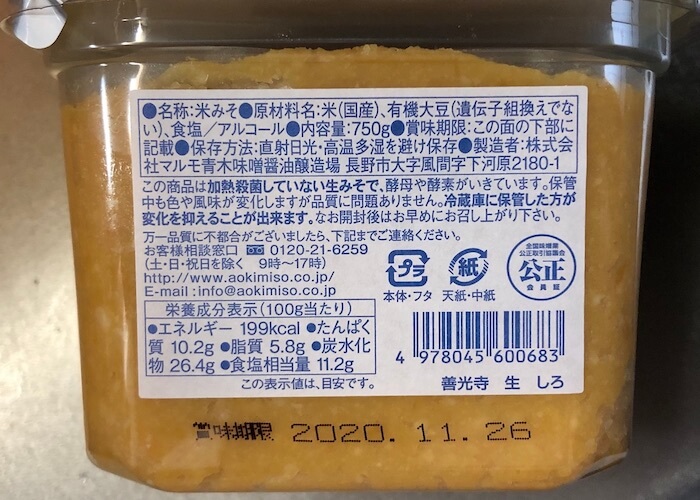 ●名称:米みそ●原材料名:米(国産)、有機大豆(遺伝子組換えでな
い)、食塩/アルコール●内容量:750g●賞味期限:この面の下部に
記載●保存方法:直射日光・高温多湿を避け保存●製造者:株式会
社マルモ青木味噌醤油醸造場 長野市大字風間字下河原2180-1
この商品は加熱殺菌していない生みそで、酵母や酵素がいきています。保管
中も色や風味が変化しますが品質に問題ありません。冷蔵庫に保管した方が
変化を抑えることが出来ます。なお開封後はお早めにお召し上がり下さい。
万一品質に不都合がございましたら、下記までご連絡ください。
お客様相談窓口 0120-21-6259
(土・日・祝日を除く 9時〜17時)
http://www.aokimiso.co.jp
E-mail:info@aokimiso.co.jp
プラ
本体・フタ
紙
天紙・中紙
全国味噌業
公正取引協議会
公正
会員証
栄養成分表示(100g当たり)
●エネルギー 199kcal ●たんぱく
質 10.2g ●脂質 5.8g ●炭水化
物 26.4g ●食塩相当量 11.2g
この表示値は、目安です。
4 978045 600683
善光寺 生 しろ
賞味期限 2020.11.26